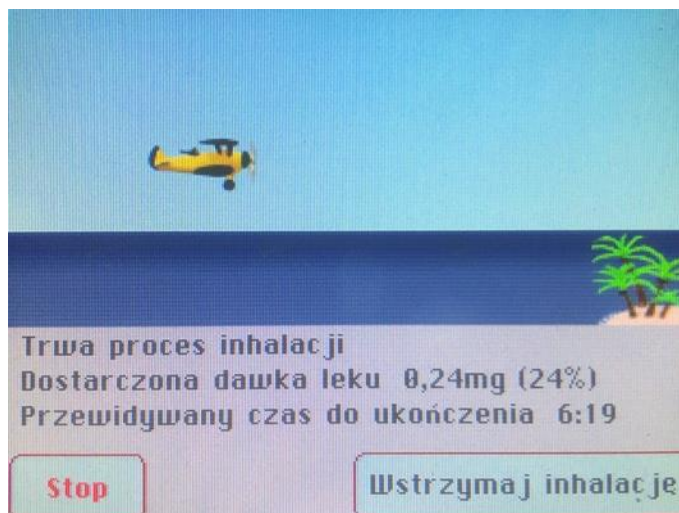 Trwa proces inhalacji
Dostarczona dawka leku 0,24mg (24%)
Przewidywany czas do ukończenia 6:19
Stop
Wstrzymaj inhalację